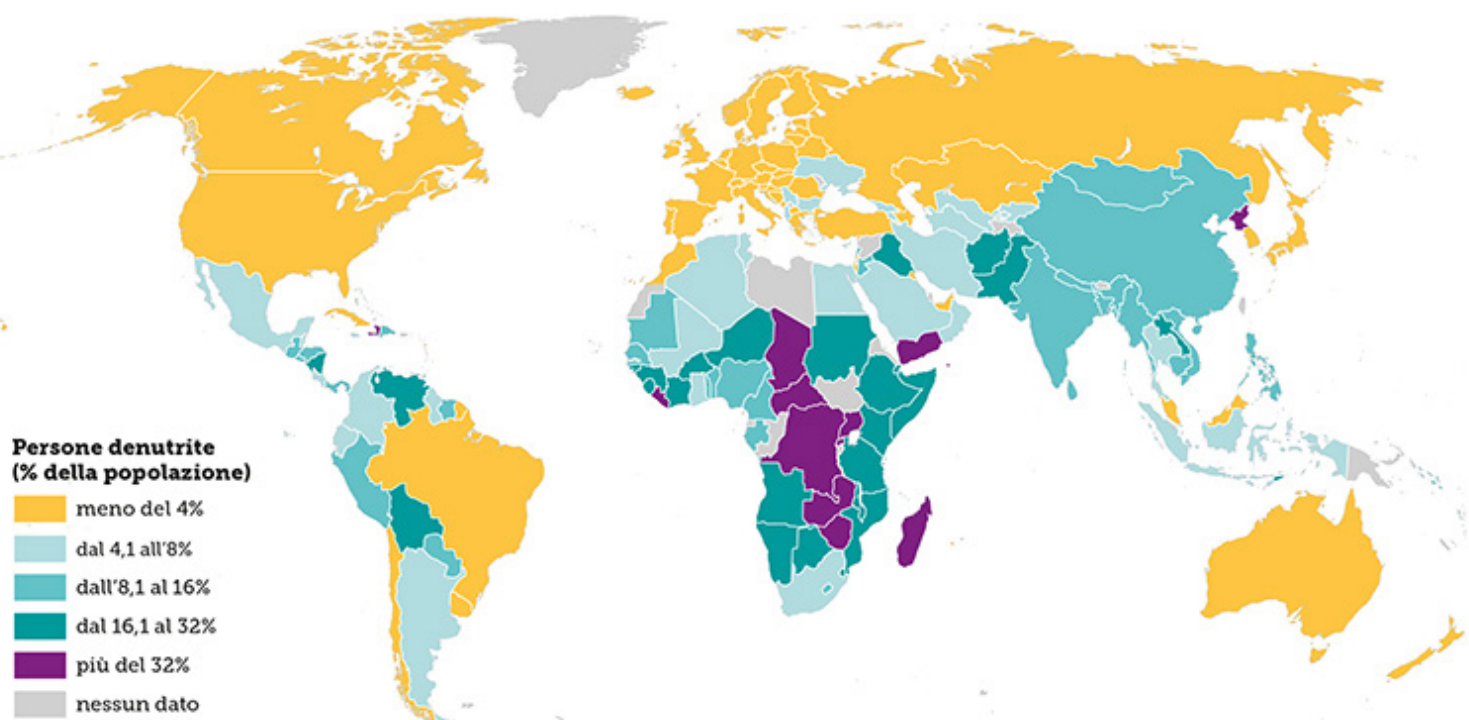 Persone denutrite
(% della popolazione)
meno del 4%
dal 4,1 all'8%
dall'8,1 al 16%
dal 16,1 al 32%
più del 32%
nessun dato